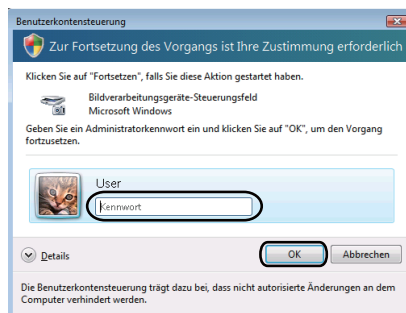 Benutzerkontensteuerung
Zur Fortsetzung des Vorgangs ist Ihre Zustimmung erforderlich
Klicken Sie auf "Fortsetzen", falls Sie diese Aktion gestartet haben.
Bildverarbeitungsgeräte-Steuerungsfeld
Microsoft Windows
Geben Sie ein Administratorkennwort ein und klicken Sie auf "OK", um den Vorgang
fortzusetzen.
User
Kennwort
Details
OK
Abbrechen
Die Benutzerkontensteuerung trägt dazu bei, dass nicht autorisierte Änderungen an dem
Computer verhindert werden.